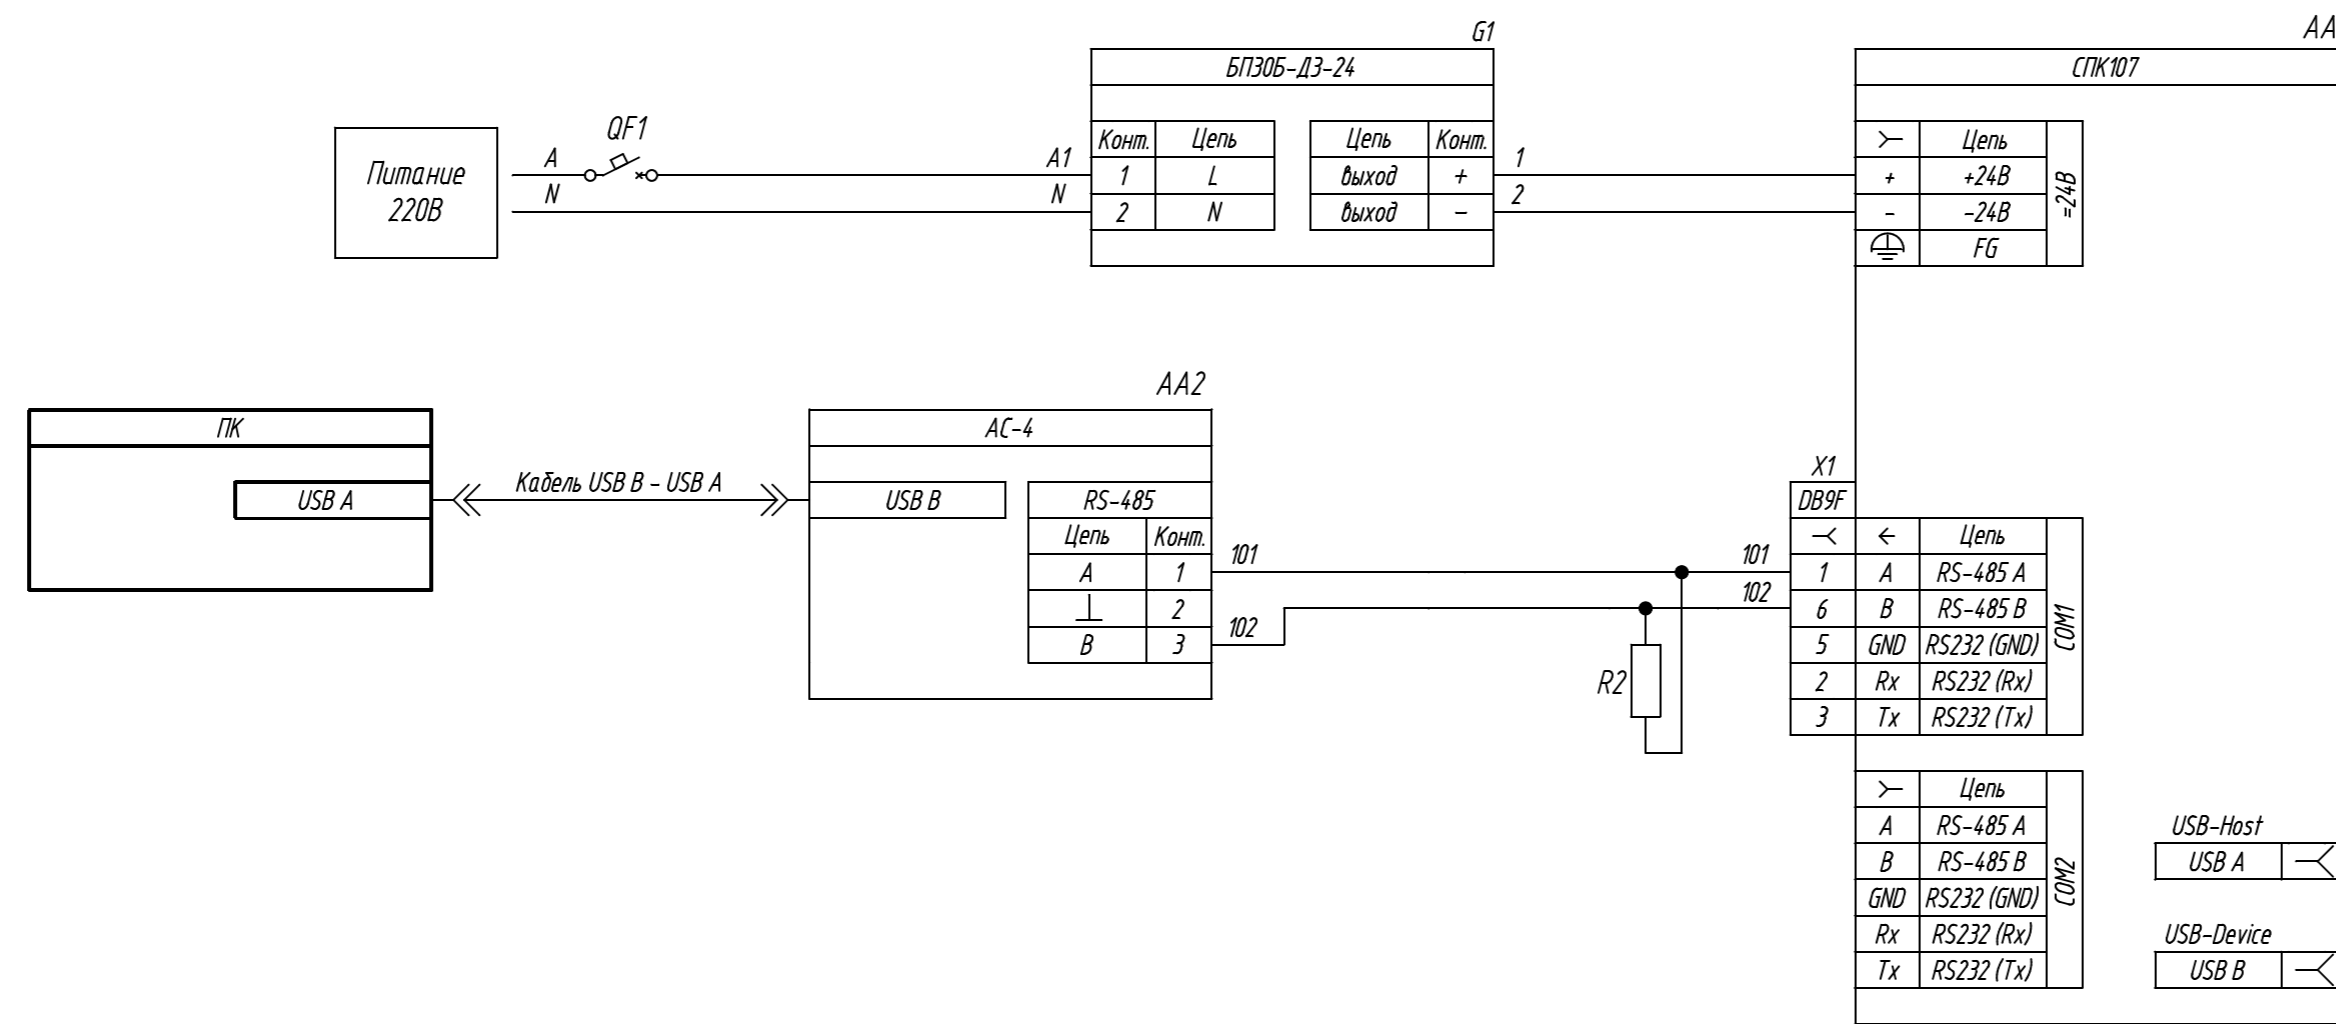 G1
AA
БП30Б-Д3-24
СПК107
QF1
Питание
220В
A
N
A1
N
Конт. Цепь
1 L
2 N
Цепь Конт.
выход +
выход -
1
2
Цепь
+ +24В
- -24В
FG
=24В
AA2
ПК
USB A
Кабель USB B - USB A
АС-4
USB B
RS-485
Цепь Конт.
A 1
2
B 3
101
102
101
102
R2
X1
DB9F
Цепь
1 A RS-485 A
6 B RS-485 B
5 GND RS232 (GND)
2 Rx RS232 (Rx)
3 Tx RS232 (Tx)
COM1
Цепь
A RS-485 A
B RS-485 B
GND RS232 (GND)
Rx RS232 (Rx)
Tx RS232 (Tx)
COM2
USB-Host
USB A
USB-Device
USB B